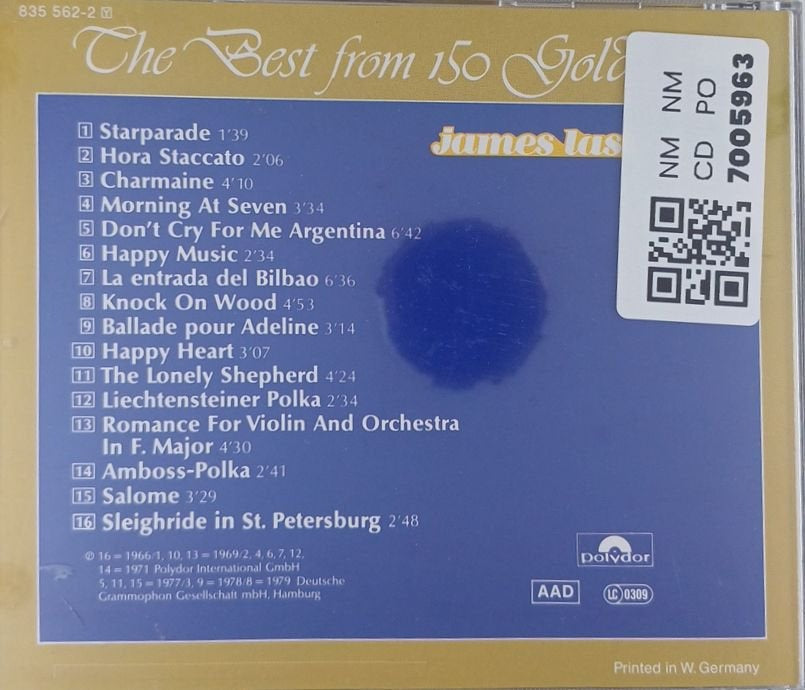 835 562-2 Y
The Best from 150 Gold
james las
1 Starparade 1'39
2 Hora Staccato 2'06
3 Charmaine 4'10
4 Morning At Seven 3'34
5 Don't Cry For Me Argentina 6'42
6 Happy Music 2'34
7 La entrada del Bilbao 6'36
8 Knock On Wood 4'53
9 Ballade pour Adeline 3'14
10 Happy Heart 3'07
11 The Lonely Shepherd 4'24
12 Liechtensteiner Polka 2'34
13 Romance For Violin And Orchestra
In F. Major 4'30
14 Amboss-Polka 2'41
15 Salome 3'29
16 Sleighride in St. Petersburg 2'48
℗ 16 = 1966/1, 10, 13 = 1969/2, 4, 6, 7, 12,
14 = 1971 Polydor International GmbH
5, 11, 15 = 1977/3, 9 = 1978/8 = 1979 Deutsche
Grammophon Gesellschaft mbH, Hamburg
polydor
AAD
LC 0309
Printed in W. Germany
NM NM
CD PO
7005963